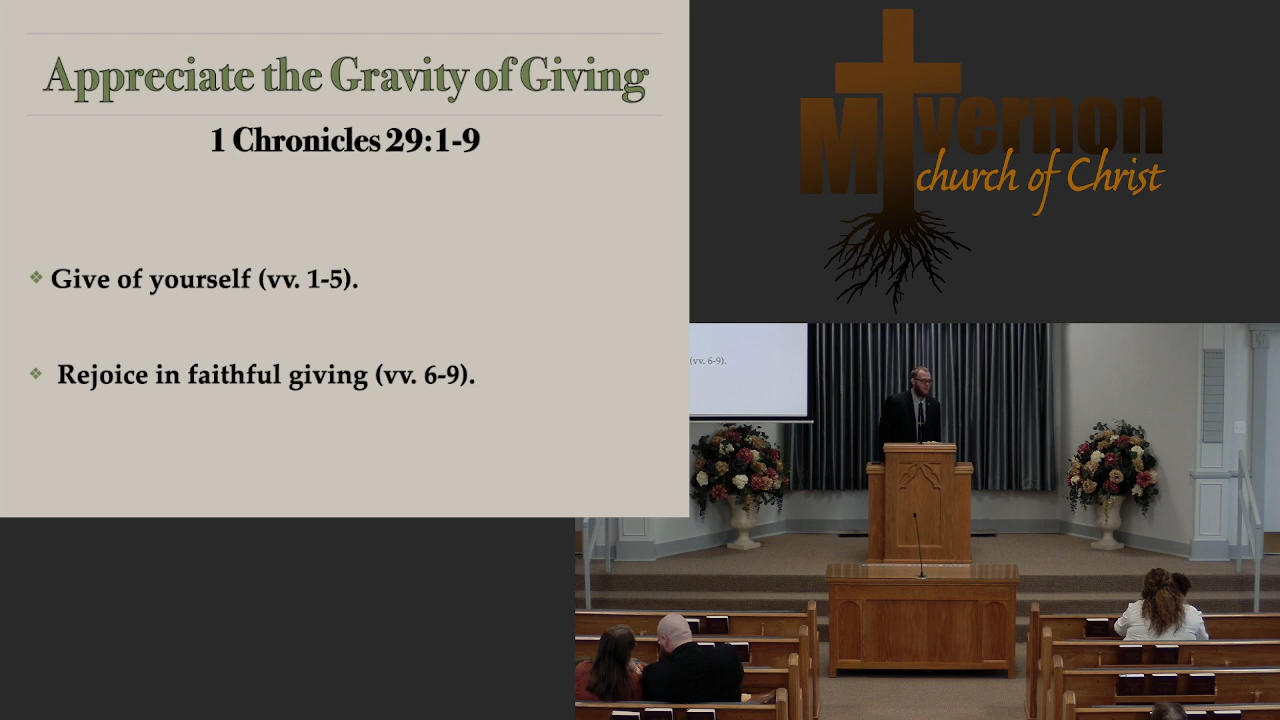 Appreciate the Gravity of Giving
1 Chronicles 29:1-9
Give of yourself (vv. 1-5).
Rejoice in faithful giving (vv. 6-9).
Mt vernon
church of Christ
(vv. 6-9).